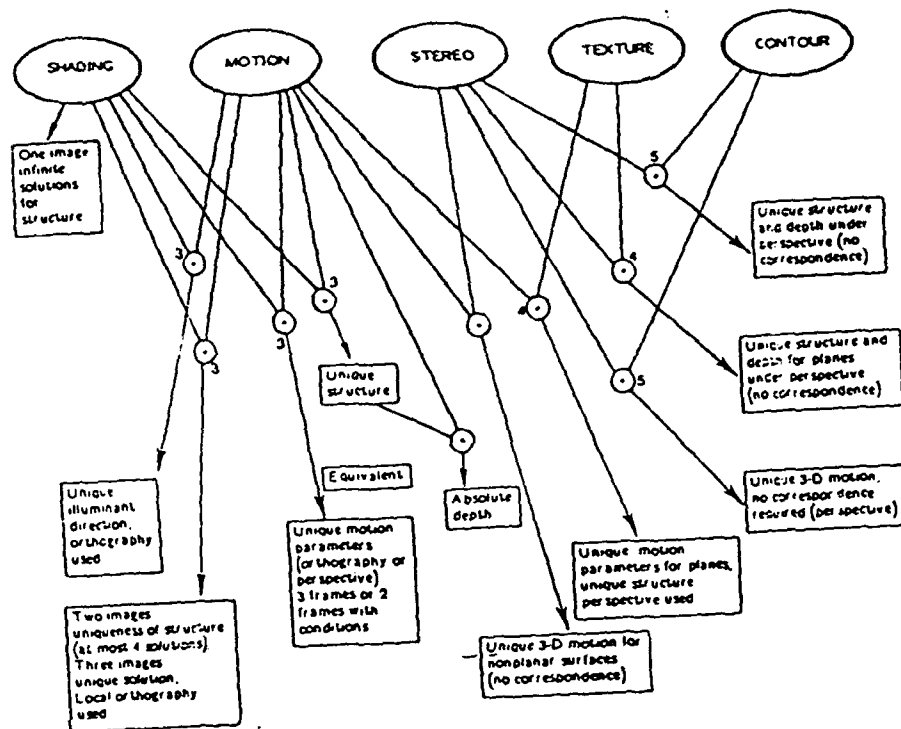 SHADING
MOTION
STEREO
TEXTURE
CONTOUR
One image
infinite
solutions
for
structure
5
Unique structure
and depth under
perspective (no
correspondence)
3
3
4
4
3
3
5
Unique
structure
Unique structure and
depth for planes
under perspective
(no correspondence)
Equivalent
Absolute
depth
Unique 3-D motion,
no correspondence
required (perspective)
Unique
illuminant
direction,
orthography
used
Unique motion
parameters
(orthography or
perspective)
3 frames or 2
frames with
conditions
Unique motion
parameters for planes,
unique structure
perspective used
Two images
uniqueness of structure
(at most 4 solutions)
Three images
unique solution,
Local orthography
used
Unique 3-D motion for
nonplanar surfaces
(no correspondence)